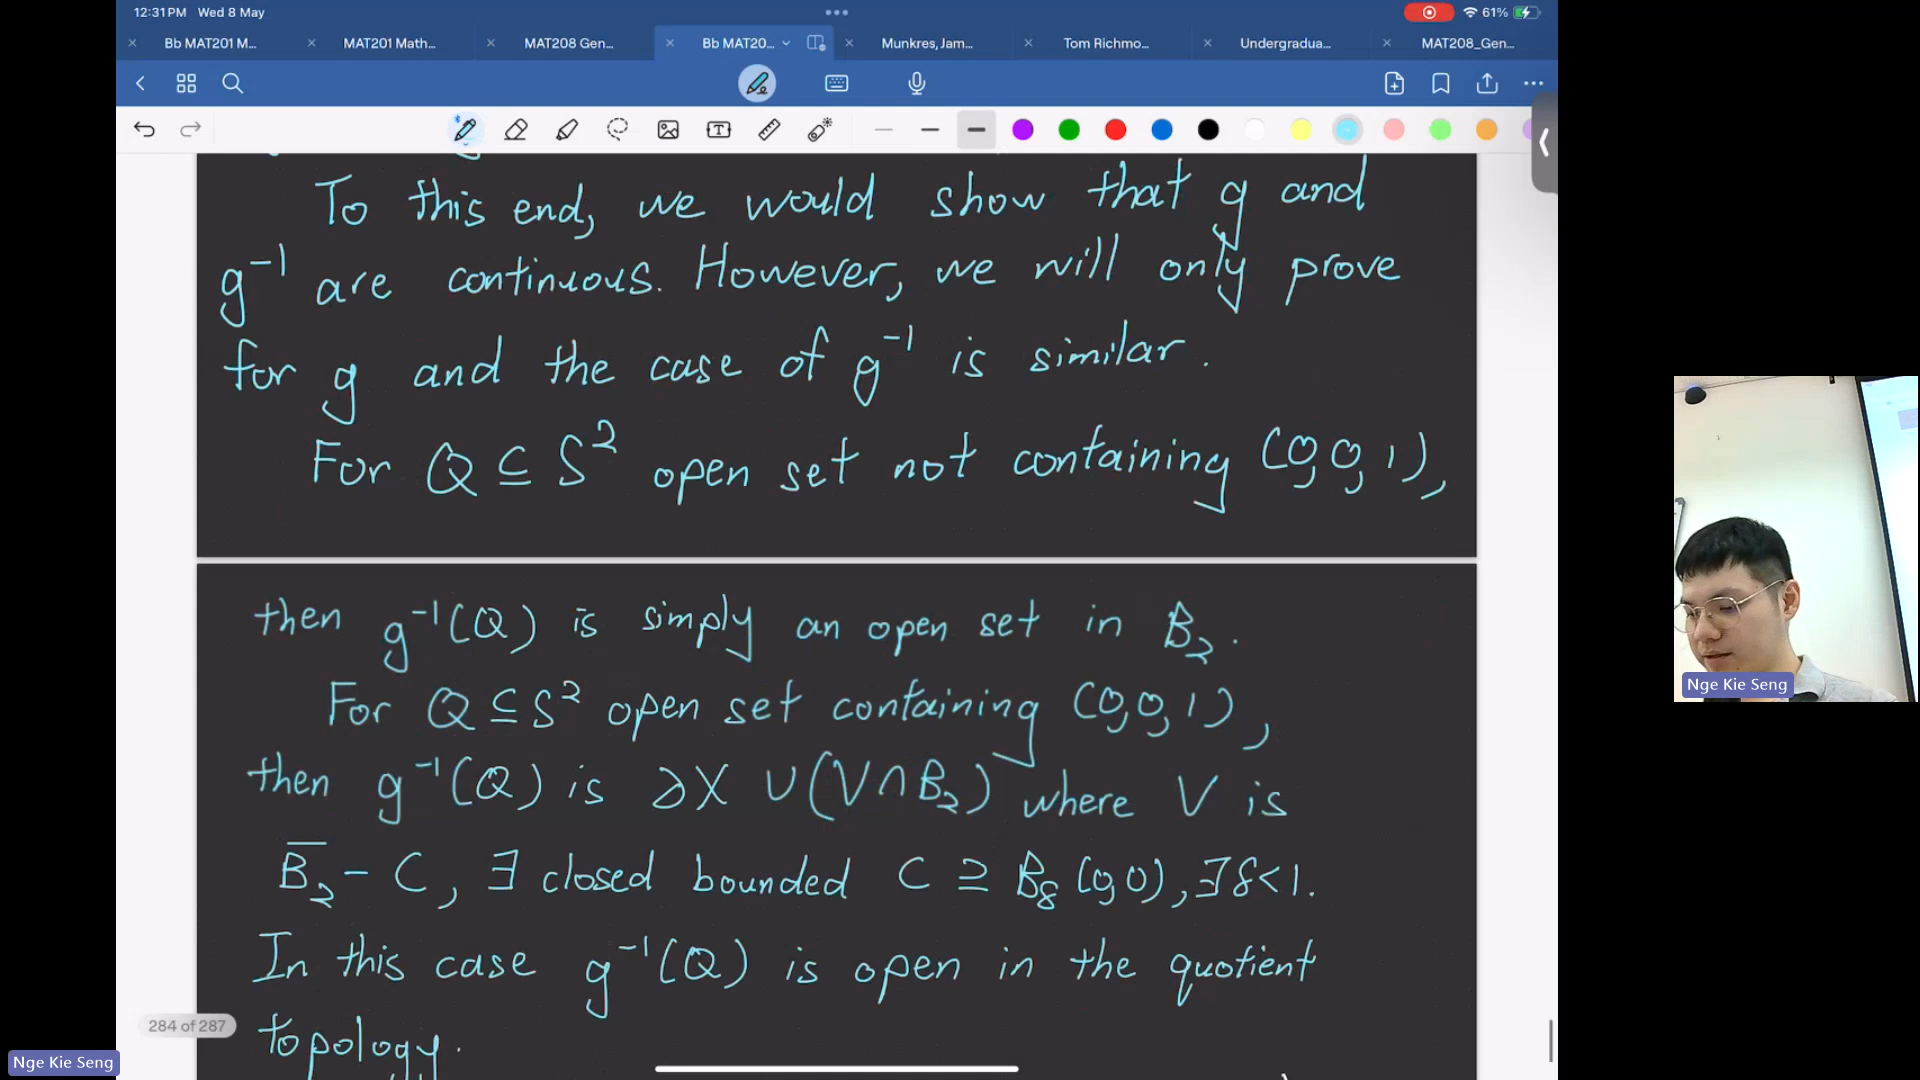 12:31 PM Wed 8 May
61%
Bb MAT201 M...
MAT201 Math...
MAT208 Gen...
Bb MAT20...
Munkres, Jam...
Tom Richmo...
Undergradua...
MAT208_Gen...
To this end, we would show that g and
g⁻¹ are continuous. However, we will only prove
for g and the case of g⁻¹ is similar.
For Q ⊆ S² open set not containing (0,0,1),
then g⁻¹(Q) is simply an open set in B₂.
For Q ⊆ S² open set containing (0,0,1),
then g⁻¹(Q) is ∂X ∪ (V ∩ B₂) where V is
B̅₂ - C, ∃ closed bounded C ⊇ B_δ(0,0), ∃δ<1.
In this case g⁻¹(Q) is open in the quotient
topology.
284 of 287
Nge Kie Seng
Nge Kie Seng